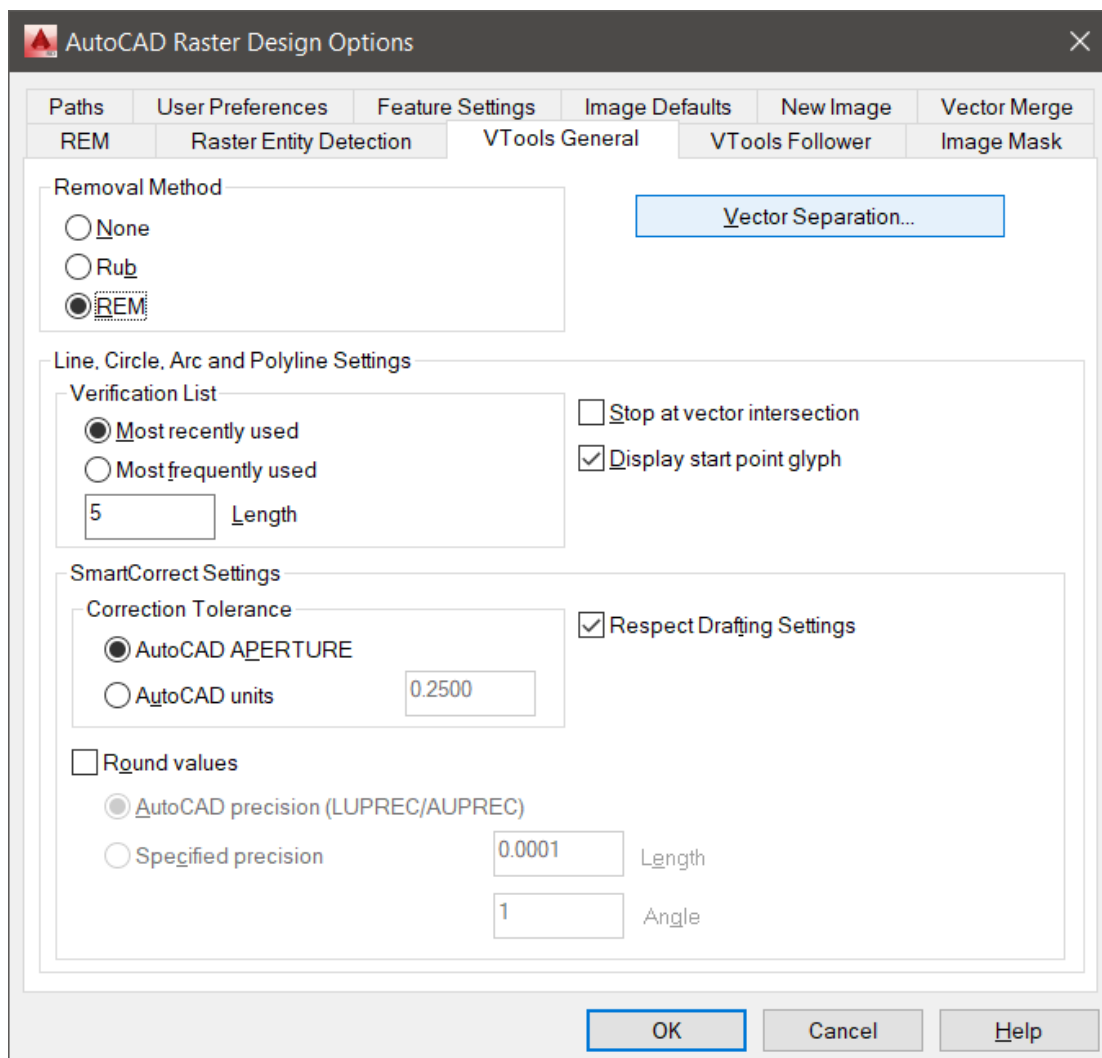 AutoCAD Raster Design Options
Paths User Preferences Feature Settings Image Defaults New Image Vector Merge
REM Raster Entity Detection VTools General VTools Follower Image Mask
Removal Method
None
Rub
REM
Vector Separation...
Line, Circle, Arc and Polyline Settings
Verification List
Most recently used
Most frequently used
5 Length
Stop at vector intersection
Display start point glyph
SmartCorrect Settings
Correction Tolerance
AutoCAD APERTURE
AutoCAD units 0.2500
Respect Drafting Settings
Round values
AutoCAD precision (LUPREC/AUPREC)
Specified precision 0.0001 Length
1 Angle
OK Cancel Help